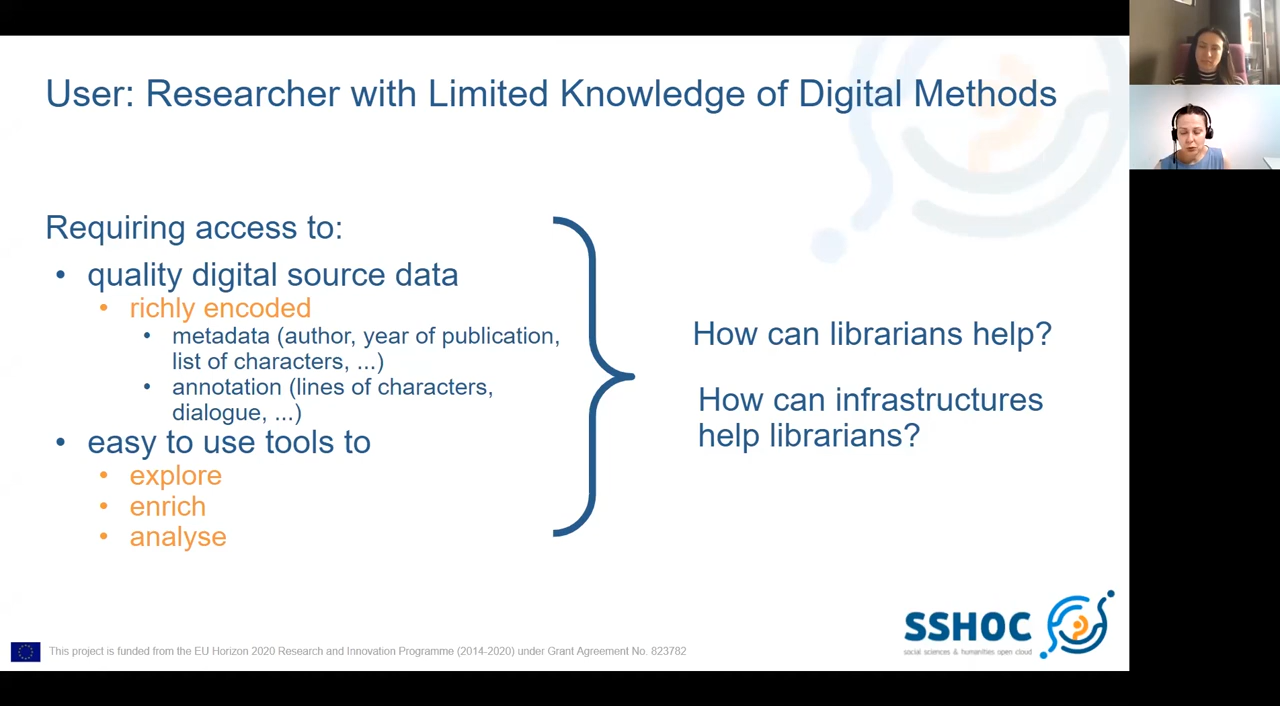 User: Researcher with Limited Knowledge of Digital Methods
Requiring access to:
• quality digital source data
• richly encoded
• metadada (author, year of publication,
list of characters, ...)
• annotation (lines of characters,
dialogue, ...)
• easy to use tools to
• explore
• enrich
• analyse
How can librarians help?
How can infrastructures
help librarians?
SSHOC
social sciences & humanities open cloud
This project is funded from the EU Horizon 2020 Research and Innovation Programme (2014-2020) under Grant Agreement No. 823782